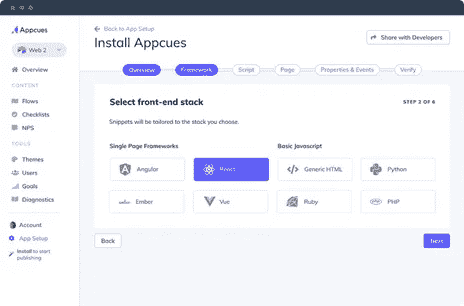 Appcues
Web 2
Overview
CONTENT
Flows
Checklists
NPS
TOOLS
Themes
Users
Goals
Diagnostics
Account
App Setup
Install to start
publishing
Back to App Setup
Install Appcues
Share with Developers
Overview
Framework
Script
Page
Properties & Events
Verify
Select front-end stack
STEP 2 OF 6
Snippets will be tailored to the stack you choose.
Single Page Frameworks
Basic Javascript
Angular
React
Generic HTML
Python
Ember
Vue
Ruby
PHP
Back
Next